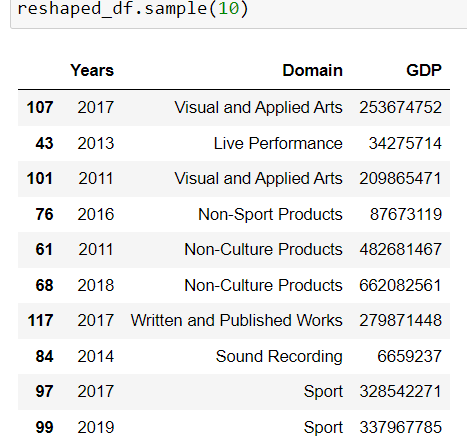 reshaped_df.sample(10)
Years Domain GDP
107 2017 Visual and Applied Arts 253674752
43 2013 Live Performance 34275714
101 2011 Visual and Applied Arts 209865471
76 2016 Non-Sport Products 87673119
61 2011 Non-Culture Products 482681467
68 2018 Non-Culture Products 662082561
117 2017 Written and Published Works 279871448
84 2014 Sound Recording 6659237
97 2017 Sport 328542271
99 2019 Sport 337967785